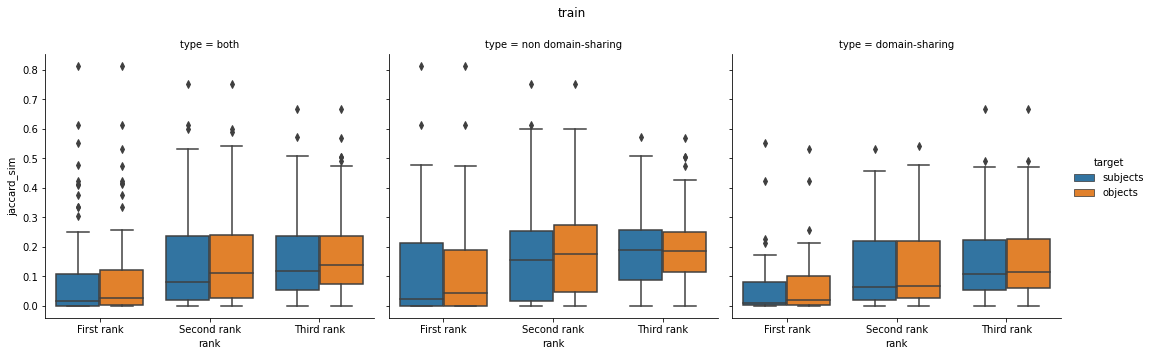 train
type = both
type = non domain-sharing
type = domain-sharing
jaccard_sim
0.8
0.7
0.6
0.5
0.4
0.3
0.2
0.1
0.0
First rank
Second rank
Third rank
rank
First rank
Second rank
Third rank
rank
First rank
Second rank
Third rank
rank
target
subjects
objects